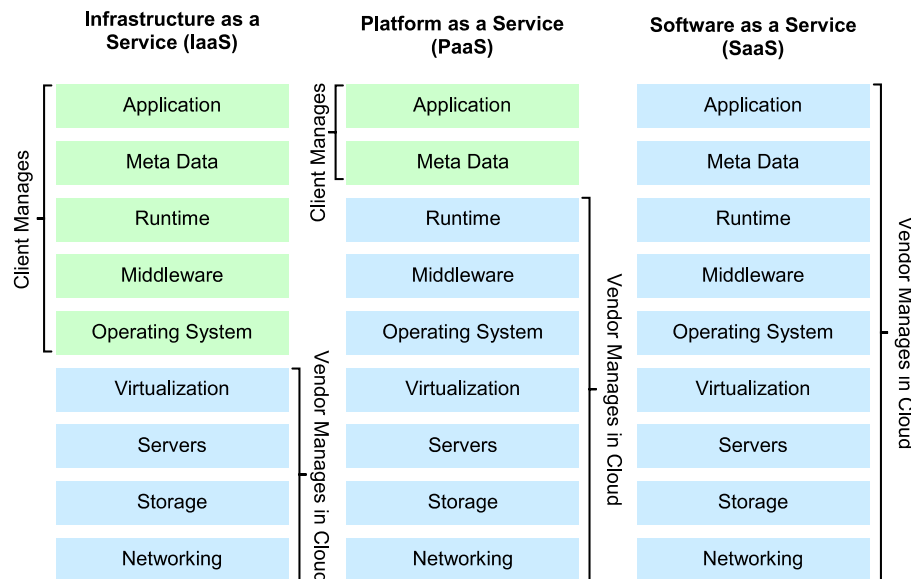 Infrastructure as a
Service (IaaS)
Client Manages
Application
Meta Data
Runtime
Middleware
Operating System
Virtualization
Servers
Storage
Networking
Vendor Manages in Cloud
Platform as a Service
(PaaS)
Client Manages
Application
Meta Data
Runtime
Middleware
Operating System
Virtualization
Servers
Storage
Networking
Vendor Manages in Cloud
Software as a Service
(SaaS)
Application
Meta Data
Runtime
Middleware
Operating System
Virtualization
Servers
Storage
Networking
Vendor Manages in Cloud